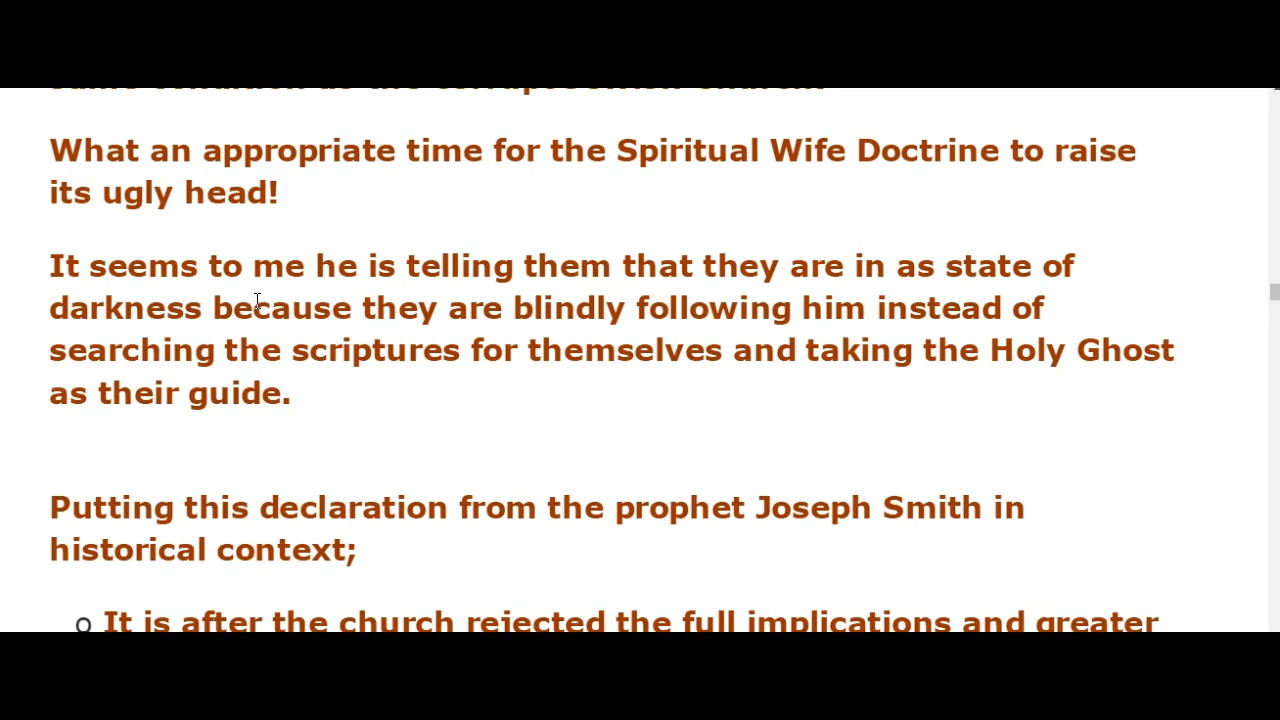 What an appropriate time for the Spiritual Wife Doctrine to raise
its ugly head!
It seems to me he is telling them that they are in as state of
darkness because they are blindly following him instead of
searching the scriptures for themselves and taking the Holy Ghost
as their guide.
Putting this declaration from the prophet Joseph Smith in
historical context;
o It is after the church rejected the full implications and greater